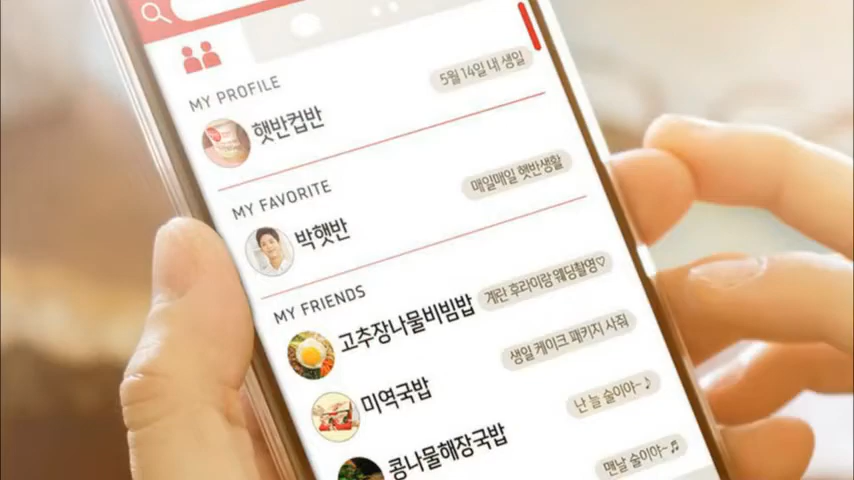 MY PROFILE
햇반컵반
5월 14일 내 생일
MY FAVORITE
박햇반
매일매일 햇반생활
MY FRIENDS
고추장나물비빔밥
계란 후라이랑 웨딩촬영♡
미역국밥
생일 케이크 패키지 사줘
난 늘 술이야~♪
콩나물해장국밥
맨날 술이야~♬